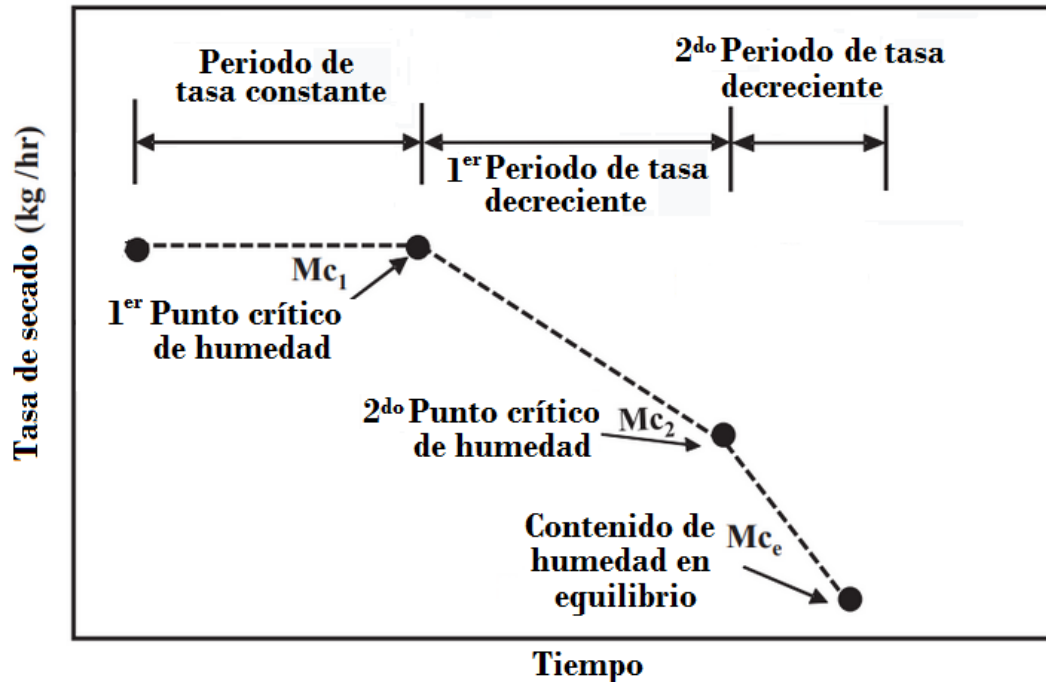 Periodo de
tasa constante
2do Periodo de tasa
decreciente
1er Periodo de tasa
decreciente
Mc1
1er Punto crítico
de humedad
2do Punto crítico
de humedad
Mc2
Contenido de
humedad en
equilibrio
Mce
Tasa de secado (kg /hr)
Tiempo